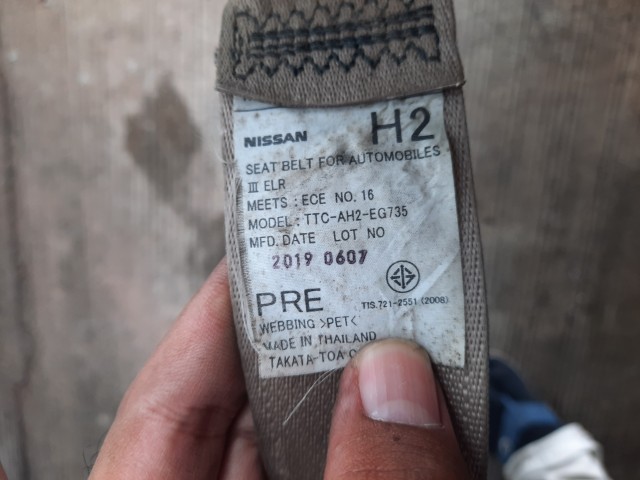 NISSAN H2
SEAT BELT FOR AUTOMOBILES
III ELR
MEETS : ECE NO. 16
MODEL : TTC-AH2-EG735
MFD. DATE LOT NO
2019 0607
PRE
TIS.721-2551 (2008)
WEBBING >PET<
MADE IN THAILAND
TAKATA-TOA